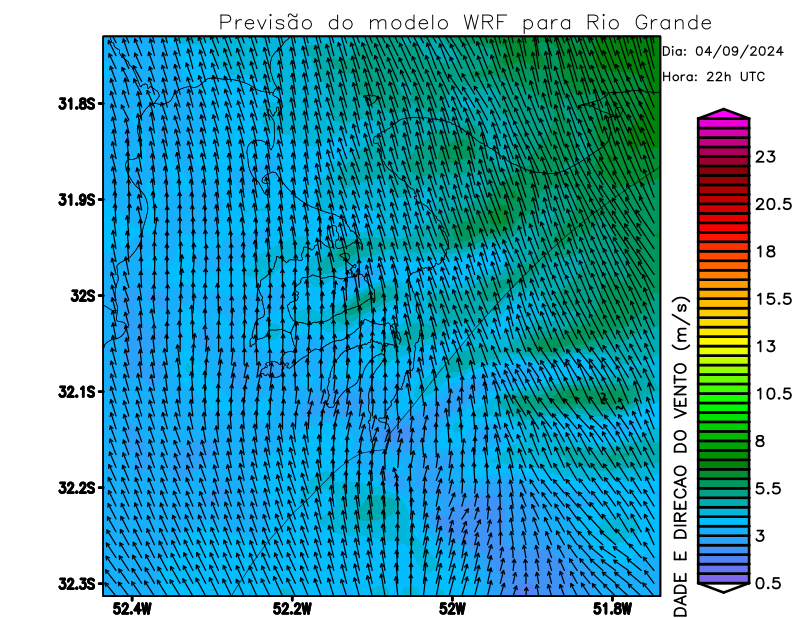 Previsão do modelo WRF para Rio Grande
Dia: 04/09/2024
Hora: 22h UTC
31.8S
31.9S
32S
32.1S
32.2S
32.3S
52.4W
52.2W
52W
51.8W
23
20.5
18
15.5
13
10.5
8
5.5
3
0.5
DADE E DIRECAO DO VENTO (m/s)